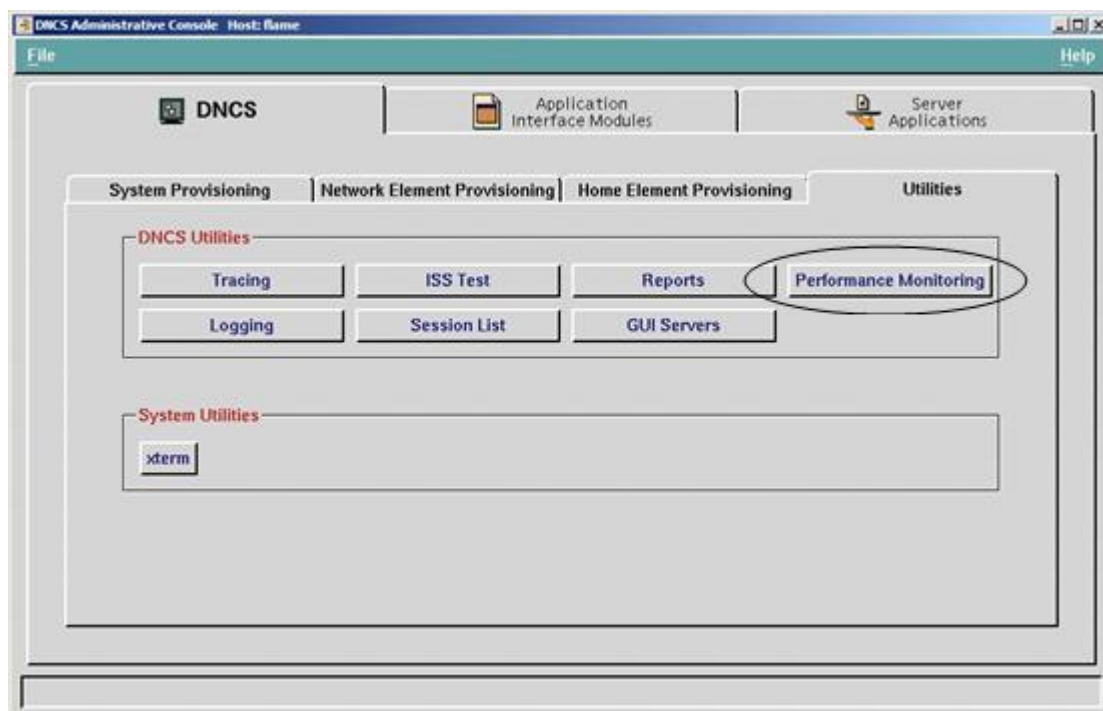 DNCS Administrative Console Host: flame
File Help
DNCS
Application
Interface Modules
Server
Applications
System Provisioning
Network Element Provisioning
Home Element Provisioning
Utilities
DNCS Utilities
Tracing
ISS Test
Reports
Performance Monitoring
Logging
Session List
GUI Servers
System Utilities
xterm